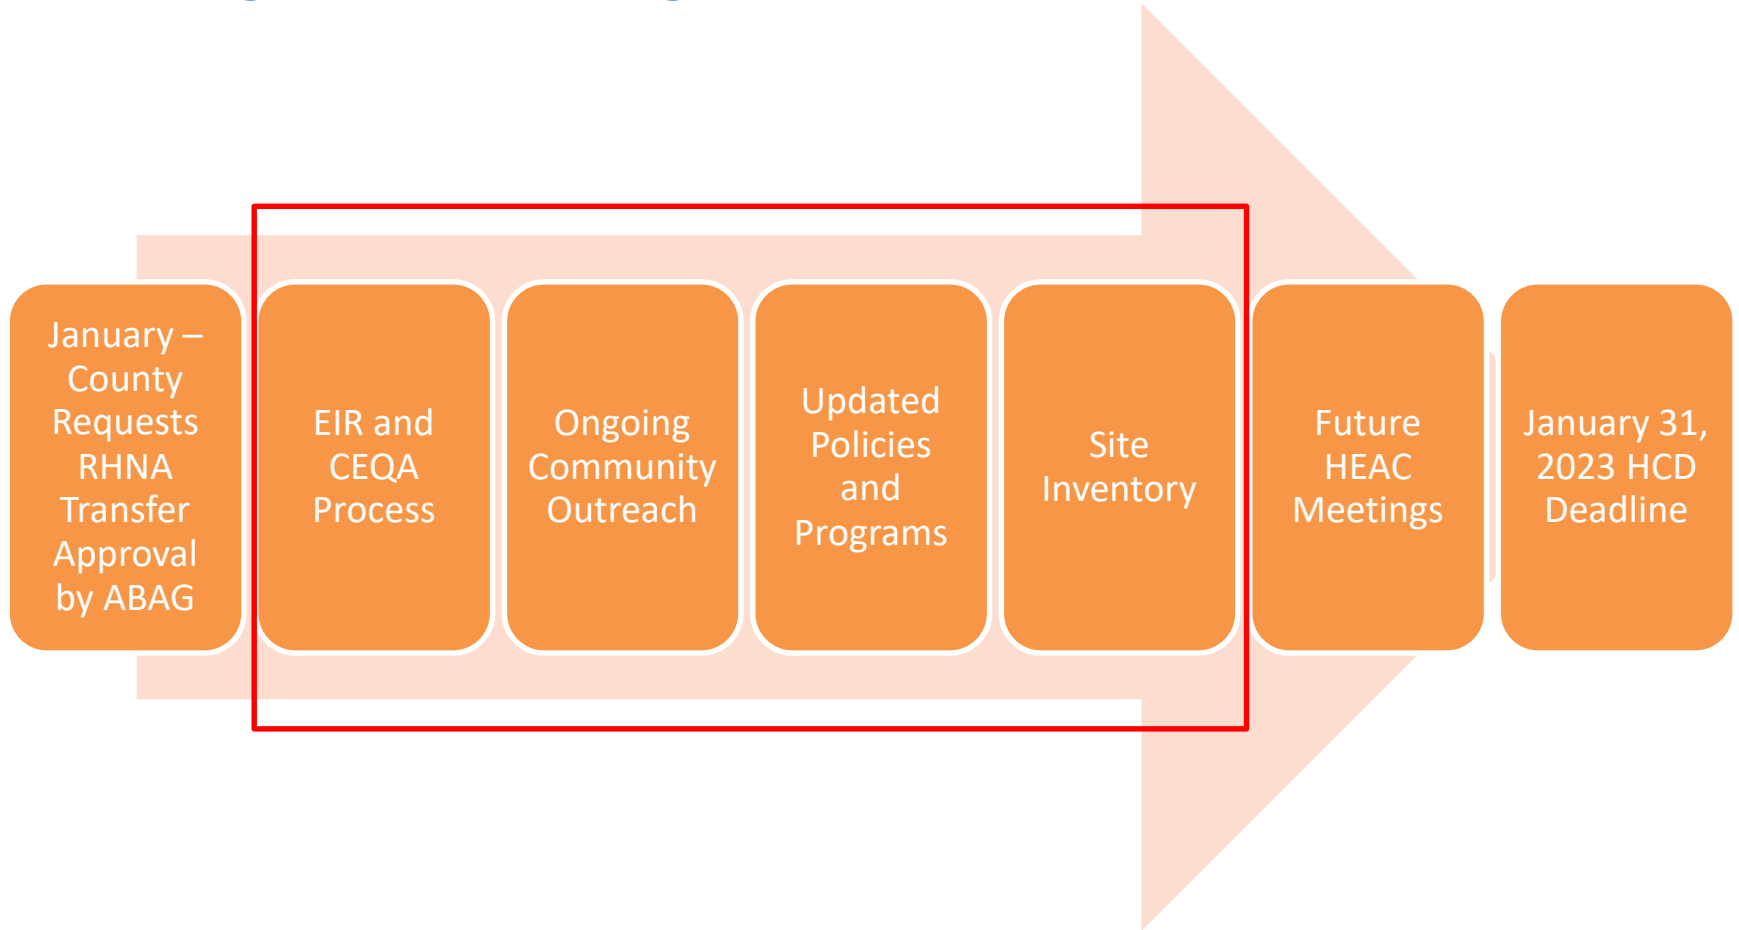 January –
County
Requests
RHNA
Transfer
Approval
by ABAG
EIR and
CEQA
Process
Ongoing
Community
Outreach
Updated
Policies
and
Programs
Site
Inventory
Future
HEAC
Meetings
January 31,
2023 HCD
Deadline